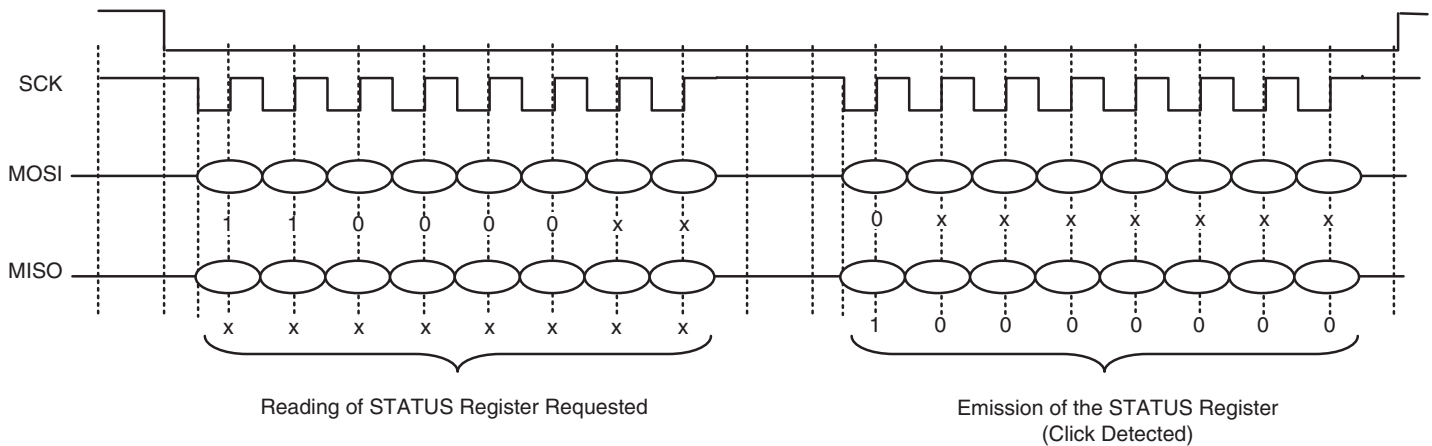 SCK
MOSI
1 1 0 0 0 0 x x 0 x x x x x x x
MISO
x x x x x x x x 1 0 0 0 0 0 0 0
Reading of STATUS Register Requested
Emission of the STATUS Register
(Click Detected)